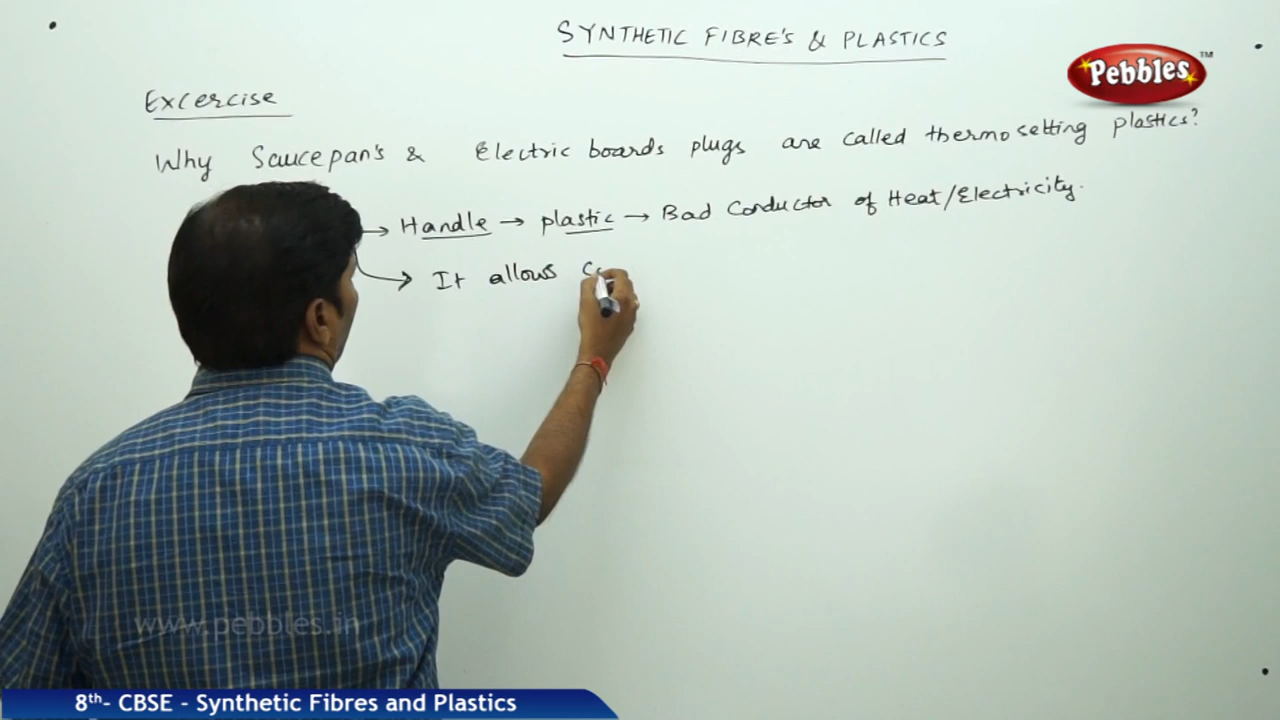 SYNTHETIC FIBRE'S & PLASTICS
Pebbles™
Excercise
Why Saucepan's & Electric boards plugs are called thermosetting plastics?
→ Handle → plastic → Bad Conductor of Heat/Electricity.
→ It allows
www.pebbles.in
8th- CBSE - Synthetic Fibres and Plastics